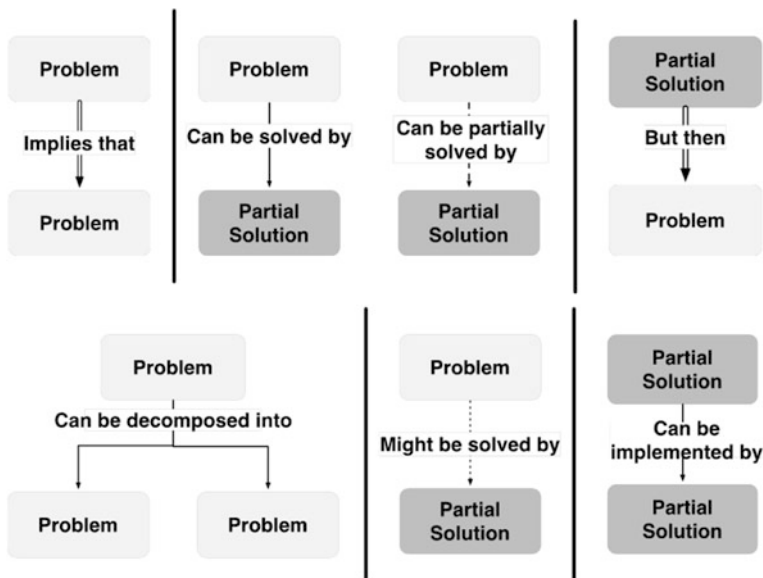 Problem
Implies that
Problem
Problem
Can be solved by
Partial
Solution
Problem
Can be partially
solved by
Partial
Solution
Partial
Solution
But then
Problem
Problem
Can be decomposed into
Problem
Problem
Problem
Might be solved by
Partial
Solution
Partial
Solution
Can be
implemented by
Partial
Solution